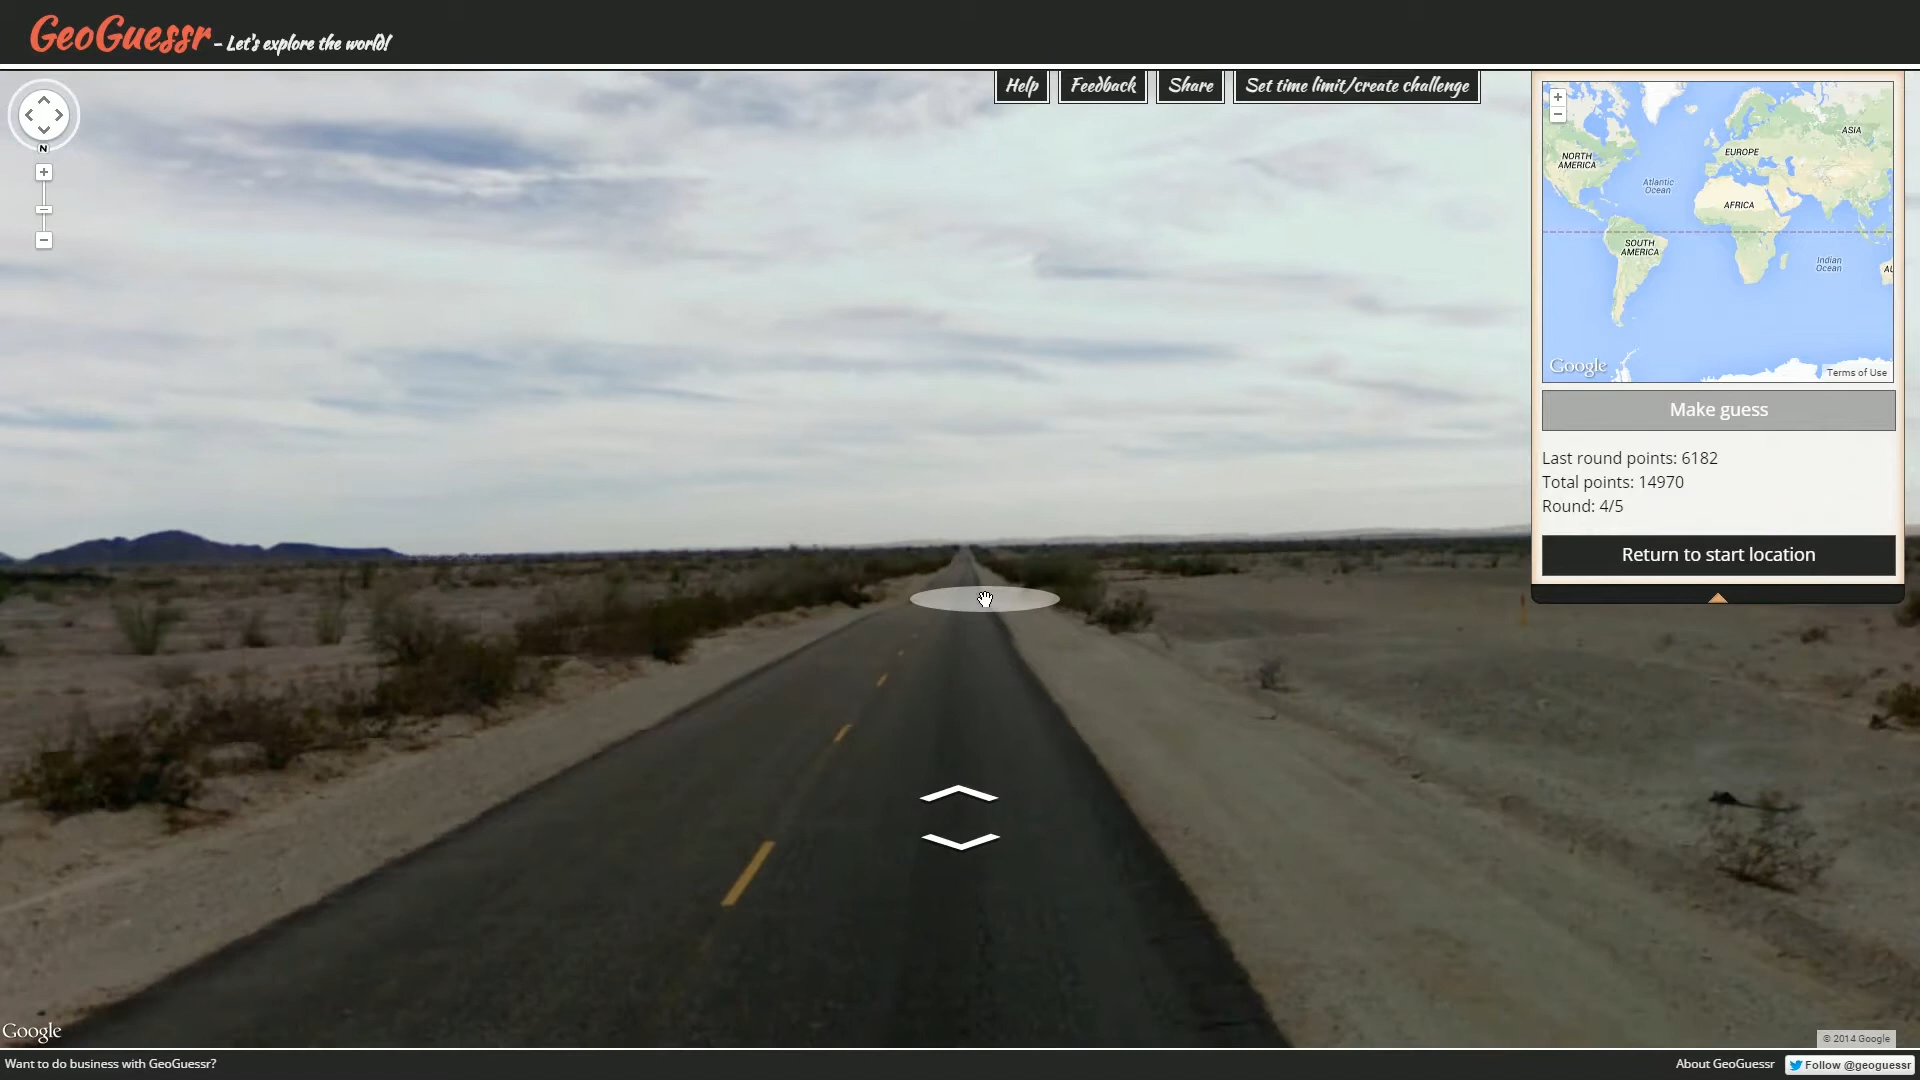 GeoGuessr - Let's explore the world!
Help
Feedback
Share
Set time limit/create challenge
N
NORTH
AMERICA
Atlantic
Ocean
EUROPE
ASIA
AFRICA
SOUTH
AMERICA
Indian
Ocean
AU
Google
Terms of Use
Make guess
Last round points: 6182
Total points: 14970
Round: 4/5
Return to start location
Google
© 2014 Google
Want to do business with GeoGuessr?
About GeoGuessr
Follow @geoguessr